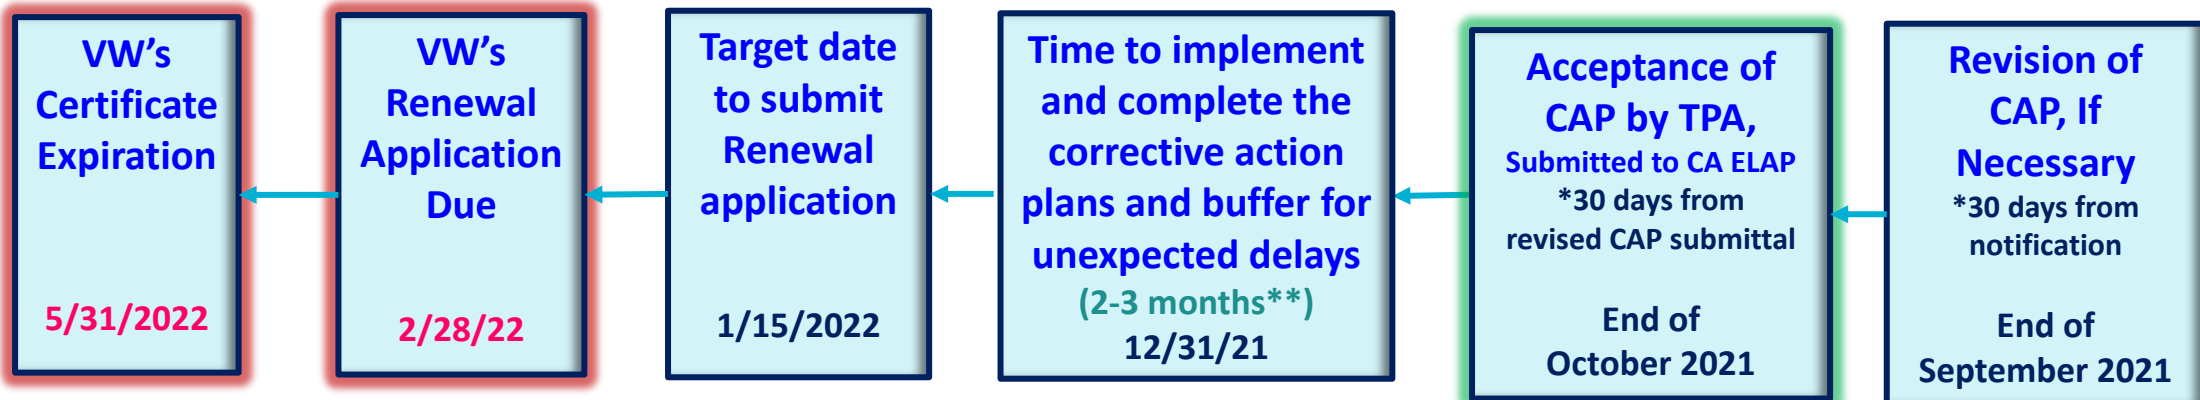 VW's
Certificate
Expiration
5/31/2022
VW's
Renewal
Application
Due
2/28/22
Target date
to submit
Renewal
application
1/15/2022
Time to implement
and complete the
corrective action
plans and buffer for
unexpected delays
(2-3 months**)
12/31/21
Acceptance of
CAP by TPA,
Submitted to CA ELAP
*30 days from
revised CAP submittal
End of
October 2021
Revision of
CAP, If
Necessary
*30 days from
notification
End of
September 2021